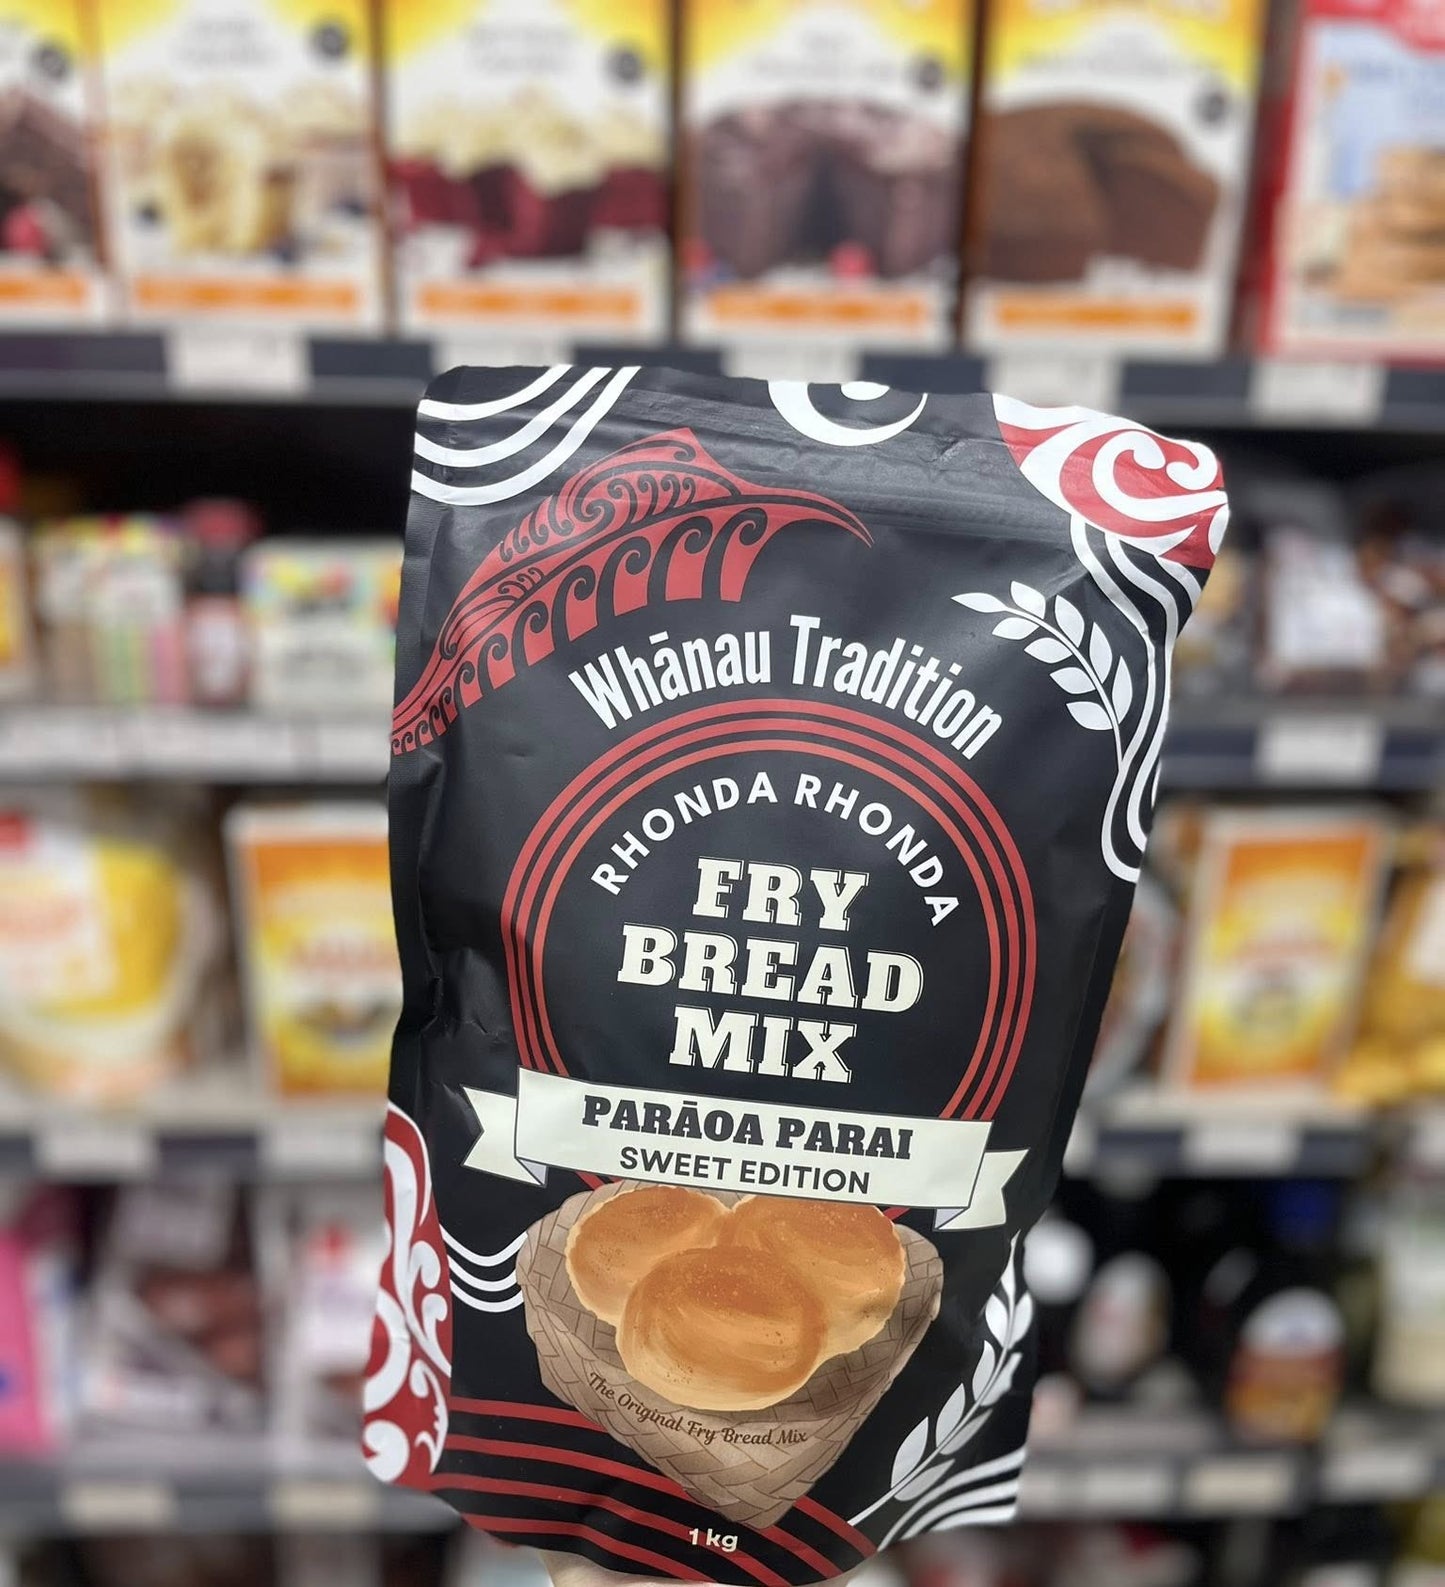 Whānau Tradition
RHONDA RHONDA
FRY
BREAD
MIX
PARĀOA PARAI
SWEET EDITION
The Original Fry Bread Mix
1 kg